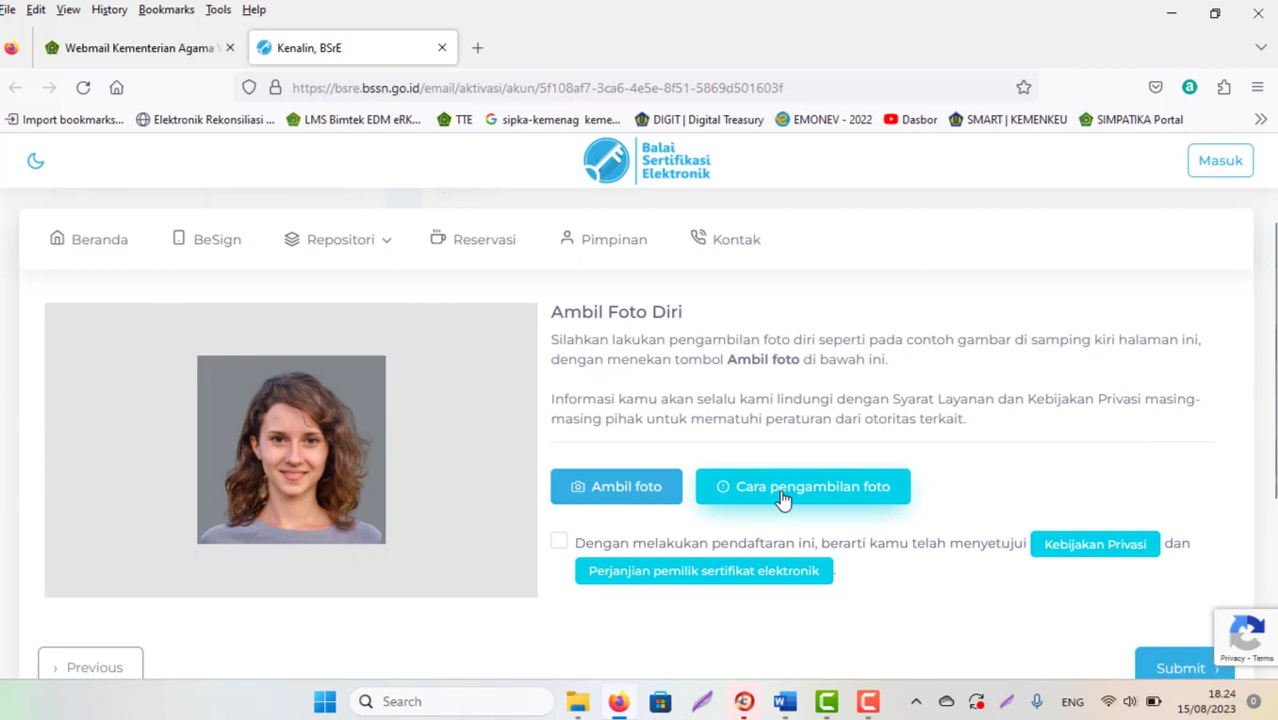 File Edit View History Bookmarks Tools Help
Webmail Kementerian Agama
Kenalin, BSrE
https://bsre.bssn.go.id/email/aktivasi/akun/5f108af7-3ca6-4e5e-8f51-5869d501603f
Import bookmarks... Elektronik Rekonsiliasi ... LMS Bimtek EDM eRK... TTE sipka-kemenag keme... DIGIT | Digital Treasury EMONEV - 2022 Dasbor SMART | KEMENKEU SIMPATIKA Portal
Balai
Sertifikasi
Elektronik
Masuk
Beranda BeSign Repositori Reservasi Pimpinan Kontak
Ambil Foto Diri
Silahkan lakukan pengambilan foto diri seperti pada contoh gambar di samping kiri halaman ini,
dengan menekan tombol Ambil foto di bawah ini.
Informasi kamu akan selalu kami lindungi dengan Syarat Layanan dan Kebijakan Privasi masing-
masing pihak untuk mematuhi peraturan dari otoritas terkait.
Ambil foto Cara pengambilan foto
Dengan melakukan pendaftaran ini, berarti kamu telah menyetujui Kebijakan Privasi dan
Perjanjian pemilik sertifikat elektronik .
Privacy - Terms
Previous Submit
Search
ENG
18.24
15/08/2023